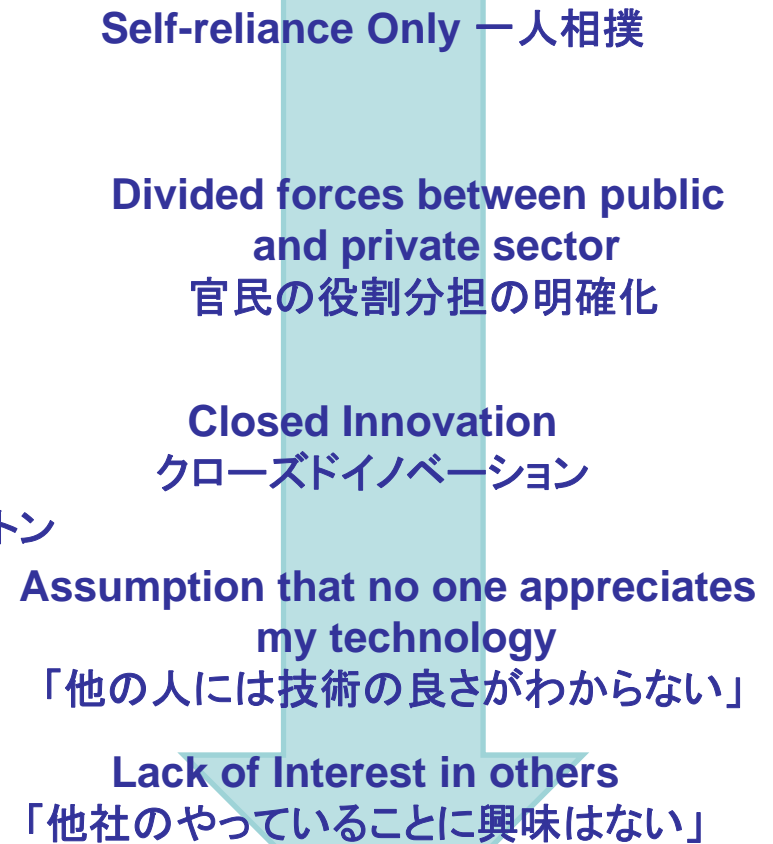 Self-reliance Only 一人相撲
Divided forces between public
and private sector
官民の役割分担の明確化
Closed Innovation
クローズドイノベーション
トン
Assumption that no one appreciates
my technology
「他の人には技術の良さがわからない」
Lack of Interest in others
「他社のやっていることに興味はない」